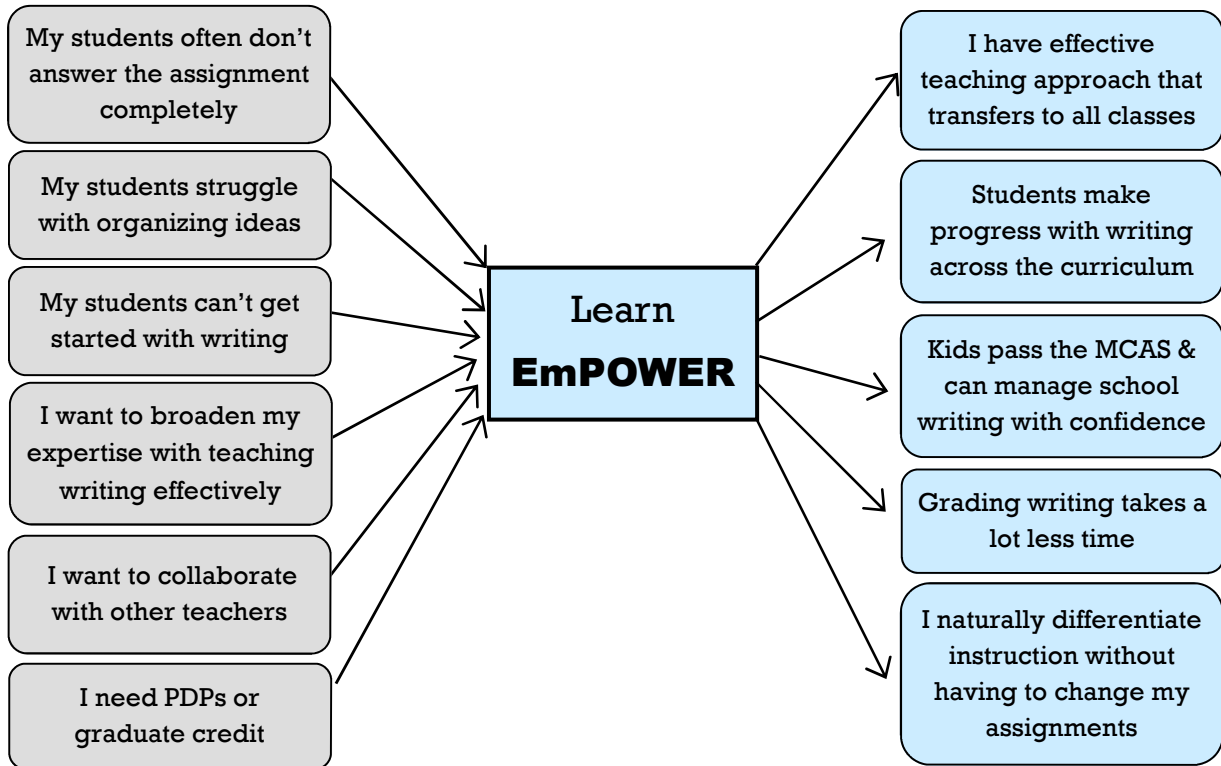 My students often don’t
answer the assignment
completely
My students struggle
with organizing ideas
My students can’t get
started with writing
I want to broaden my
expertise with teaching
writing effectively
I want to collaborate
with other teachers
I need PDPs or
graduate credit
Learn
EmPOWER
I have effective
teaching approach that
transfers to all classes
Students make
progress with writing
across the curriculum
Kids pass the MCAS &
can manage school
writing with confidence
Grading writing takes a
lot less time
I naturally differentiate
instruction without
having to change my
assignments